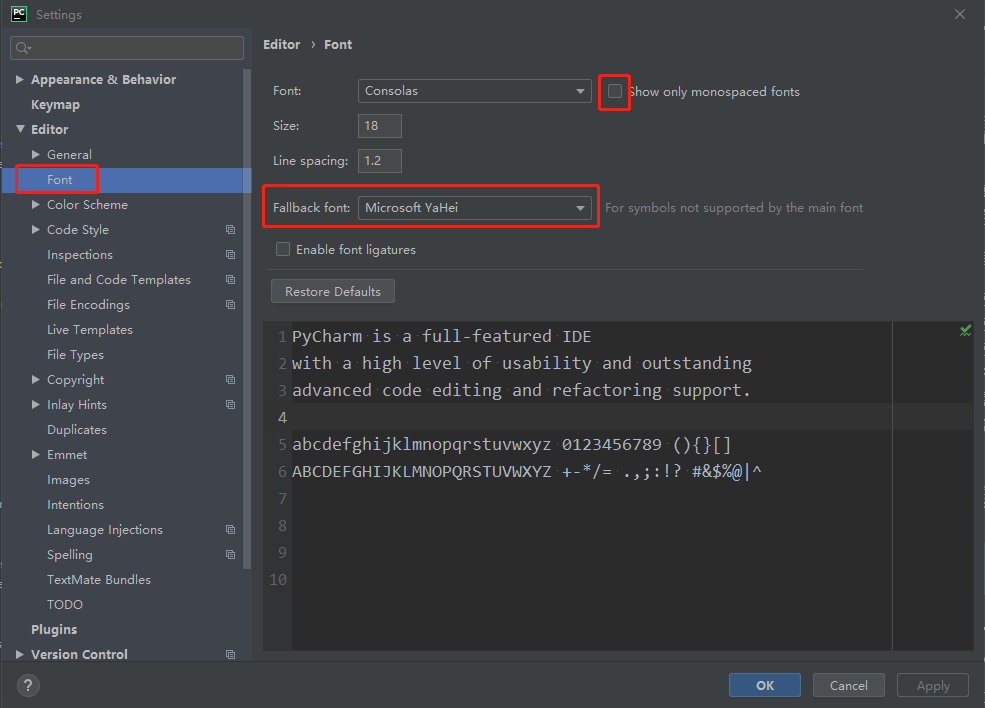 PC Settings
Appearance & Behavior
Keymap
Editor
General
Font
Color Scheme
Code Style
Inspections
File and Code Templates
File Encodings
Live Templates
File Types
Copyright
Inlay Hints
Duplicates
Emmet
Images
Intentions
Language Injections
Spelling
TextMate Bundles
TODO
Plugins
Version Control
Editor › Font
Font: Consolas Show only monospaced fonts
Size: 18
Line spacing: 1.2
Fallback font: Microsoft YaHei For symbols not supported by the main font
Enable font ligatures
Restore Defaults
1 PyCharm is a full-featured IDE
2 with a high level of usability and outstanding
3 advanced code editing and refactoring support.
4
5 abcdefghijklmnopqrstuvwxyz 0123456789 (){}[]
6 ABCDEFGHIJKLMNOPQRSTUVWXYZ +-*/= .,;:!? #&$%@|^
7
8
9
10
? OK Cancel Apply